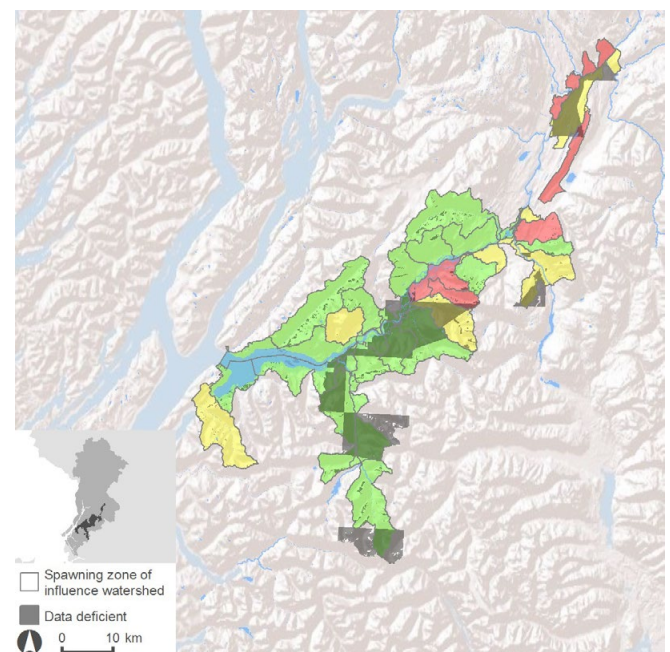 Spawning zone of
influence watershed
Data deficient
0 10 km